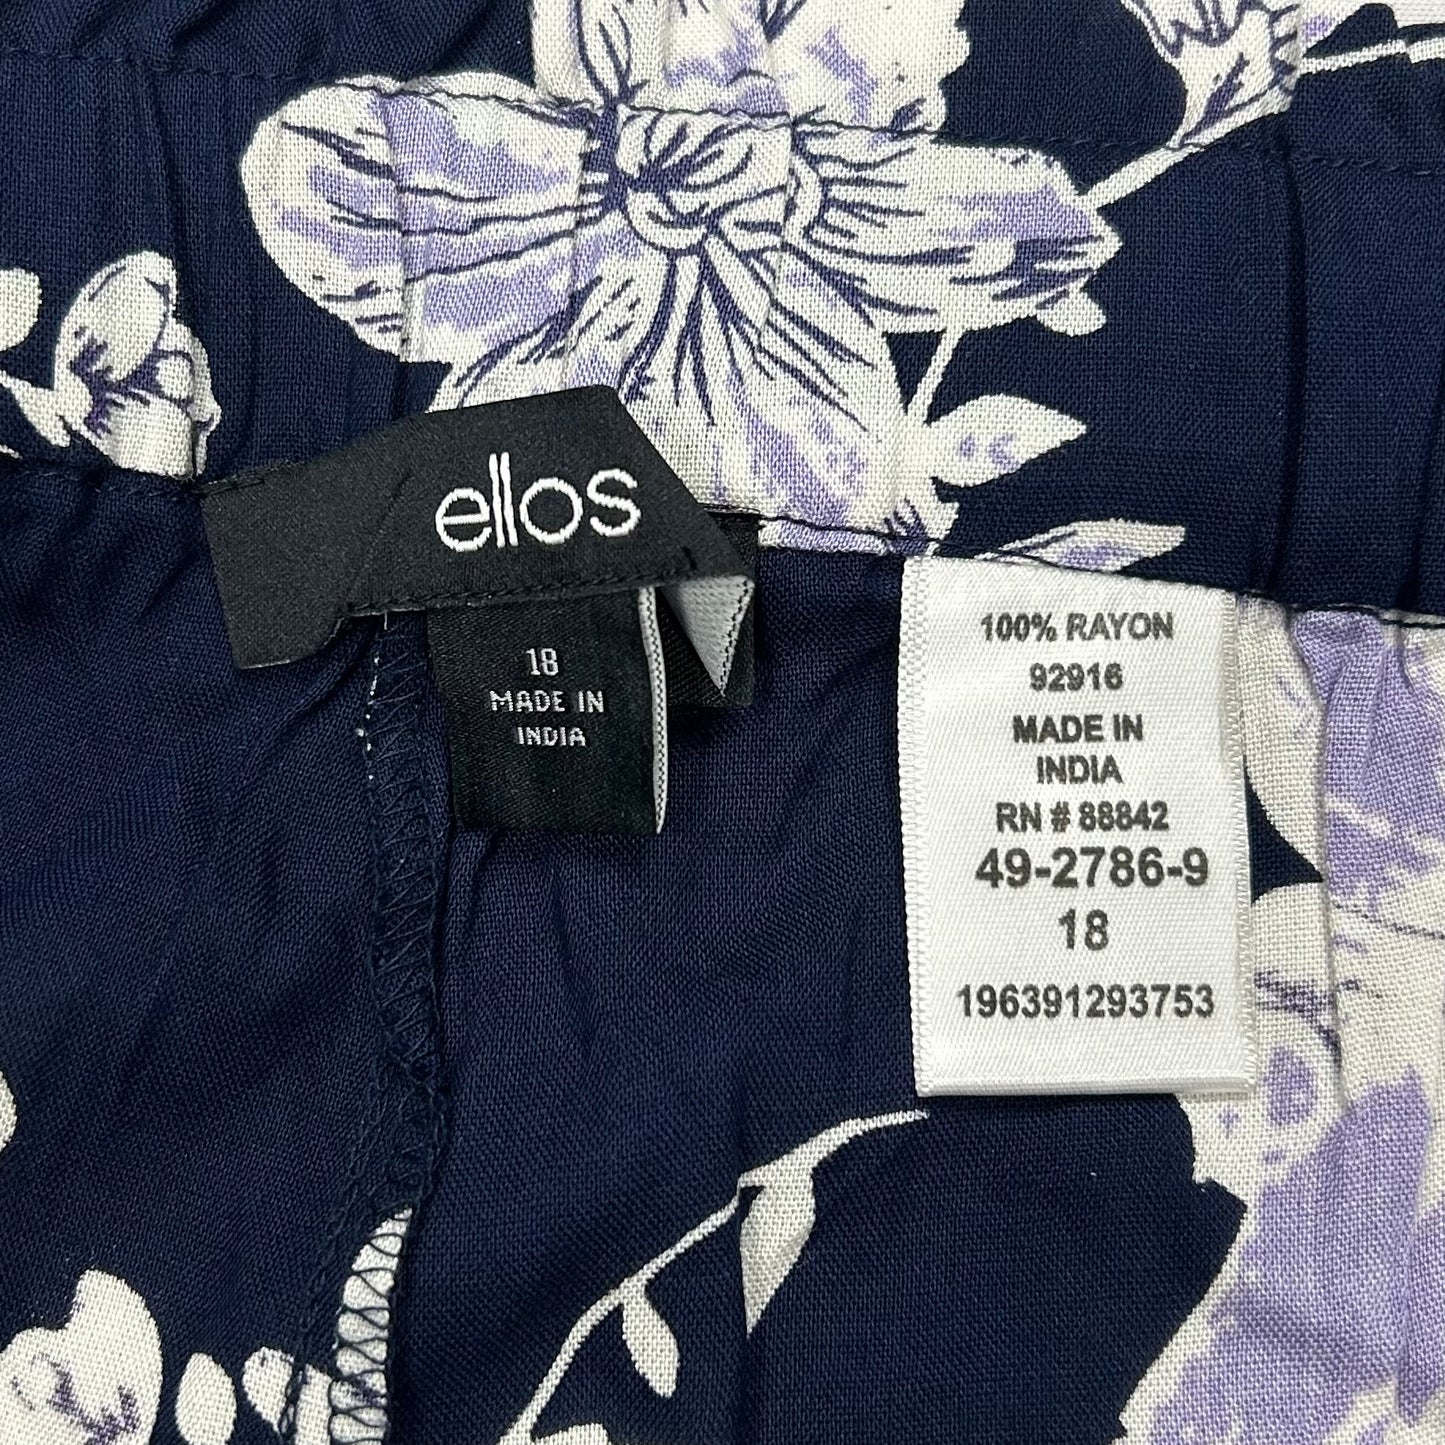 ellos
18
MADE IN
INDIA
100% RAYON
92916
MADE IN
INDIA
RN # 88842
49-2786-9
18
196391293753